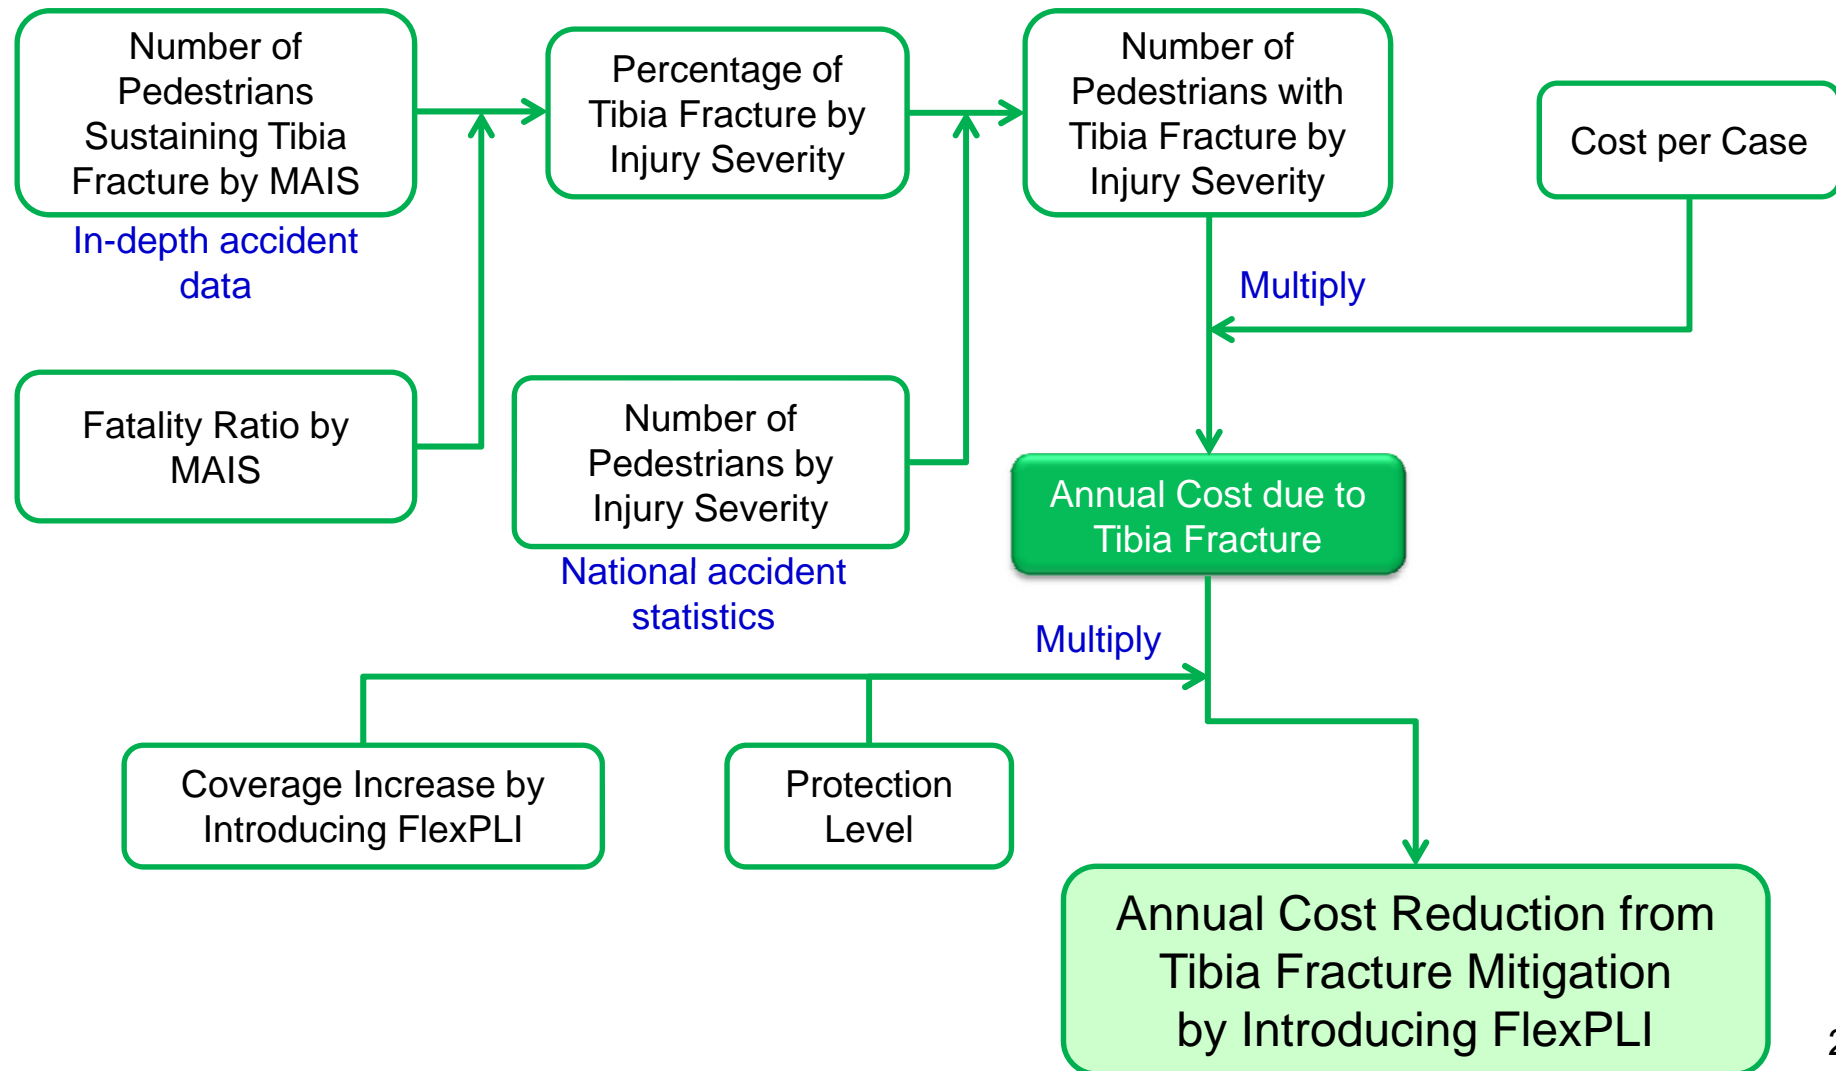 Number of
Pedestrians
Sustaining Tibia
Fracture by MAIS
In-depth accident
data
Percentage of
Tibia Fracture by
Injury Severity
Number of
Pedestrians with
Tibia Fracture by
Injury Severity
Cost per Case
Multiply
Fatality Ratio by
MAIS
Number of
Pedestrians by
Injury Severity
National accident
statistics
Annual Cost due to
Tibia Fracture
Multiply
Coverage Increase by
Introducing FlexPLI
Protection
Level
Annual Cost Reduction from
Tibia Fracture Mitigation
by Introducing FlexPLI